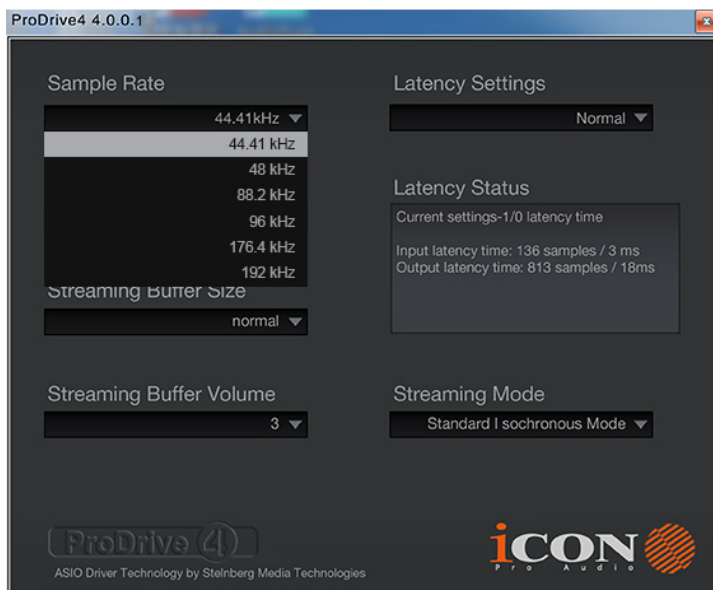 ProDrive4 4.0.0.1
Sample Rate
44.41kHz
44.41 kHz
48 kHz
88.2 kHz
96 kHz
176.4 kHz
192 kHz
Streaming Buffer Size
normal
Streaming Buffer Volume
3
Latency Settings
Normal
Latency Status
Current settings-1/0 latency time
Input latency time: 136 samples / 3 ms
Output latency time: 813 samples / 18ms
Streaming Mode
Standard I sochronous Mode
ProDrive 4
ASIO Driver Technology by Steinberg Media Technologies
iCON
Pro Audio